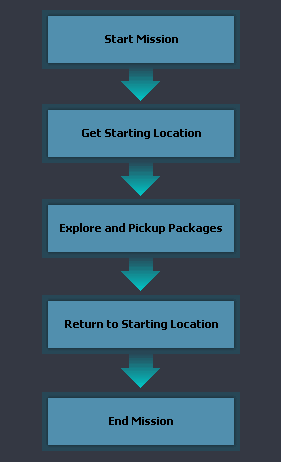 Start Mission
Get Starting Location
Explore and Pickup Packages
Return to Starting Location
End Mission